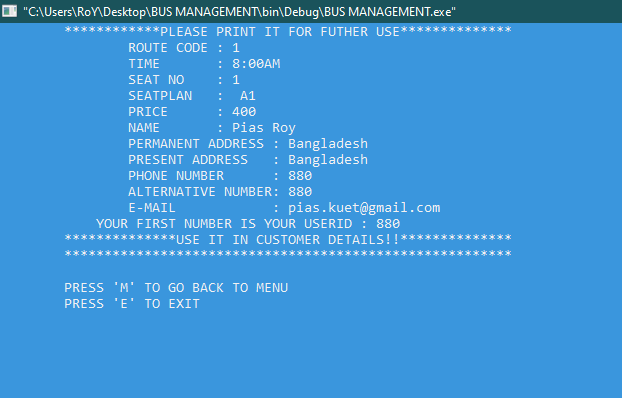 "C:\Users\RoY\Desktop\BUS MANAGEMENT\bin\Debug\BUS MANAGEMENT.exe"
************PLEASE PRINT IT FOR FUTHER USE**************
ROUTE CODE : 1
TIME       : 8:00AM
SEAT NO    : 1
SEATPLAN   :  A1
PRICE      : 400
NAME       : Pias Roy
PERMANENT ADDRESS : Bangladesh
PRESENT ADDRESS   : Bangladesh
PHONE NUMBER      : 880
ALTERNATIVE NUMBER: 880
E-MAIL            : pias.kuet@gmail.com
YOUR FIRST NUMBER IS YOUR USERID : 880
**************USE IT IN CUSTOMER DETAILS!!**************
********************************************************
PRESS 'M' TO GO BACK TO MENU
PRESS 'E' TO EXIT